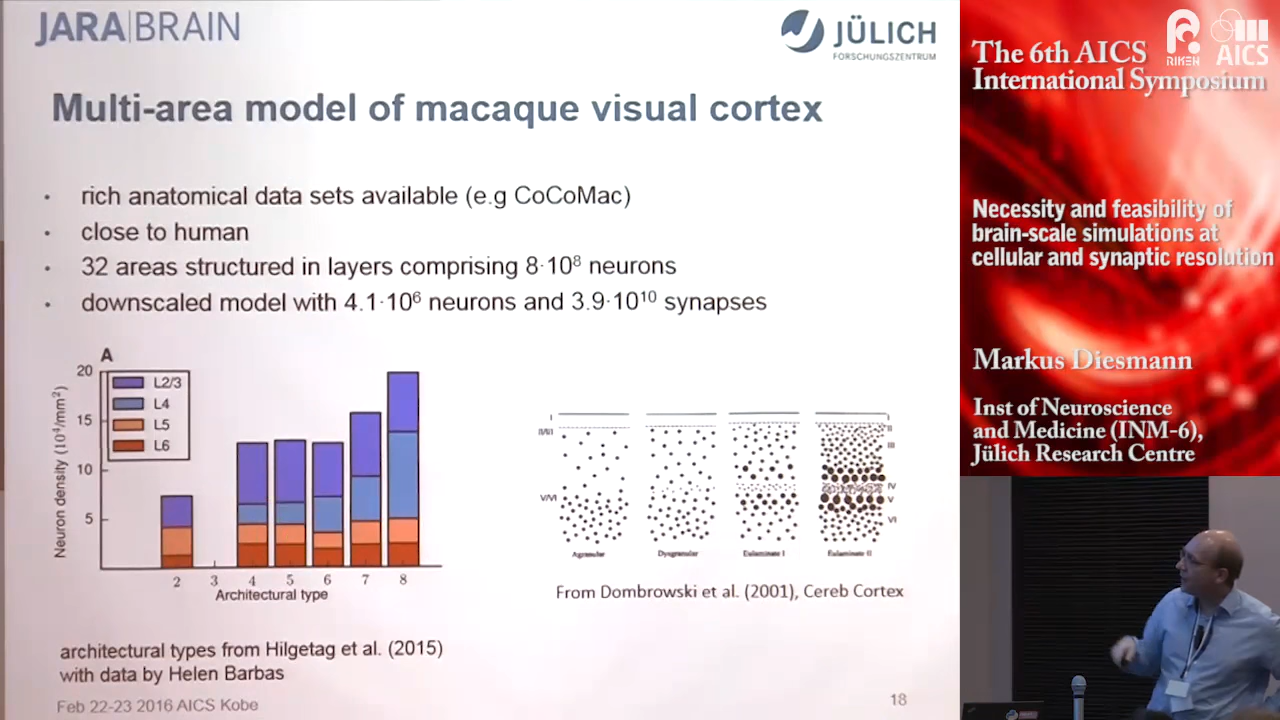 JARA|BRAIN
JÜLICH
FORSCHUNGSZENTRUM
Multi-area model of macaque visual cortex
• rich anatomical data sets available (e.g CoCoMac)
• close to human
• 32 areas structured in layers comprising 8·10⁸ neurons
• downscaled model with 4.1·10⁶ neurons and 3.9·10¹⁰ synapses
A
L2/3
L4
L5
L6
Neuron density (10⁴/mm²)
20
15
10
5
2 3 4 5 6 7 8
Architectural type
I
II/III
V/VI
I
II
III
IV
V
VI
Agranular Dysgranular Eulaminate I Eulaminate II
From Dombrowski et al. (2001), Cereb Cortex
architectural types from Hilgetag et al. (2015)
with data by Helen Barbas
Feb 22-23 2016 AICS Kobe
18
RIKEN
AICS
The 6th AICS
International Symposium
Necessity and feasibility of
brain-scale simulations at
cellular and synaptic resolution
Markus Diesmann
Inst of Neuroscience
and Medicine (INM-6),
Jülich Research Centre